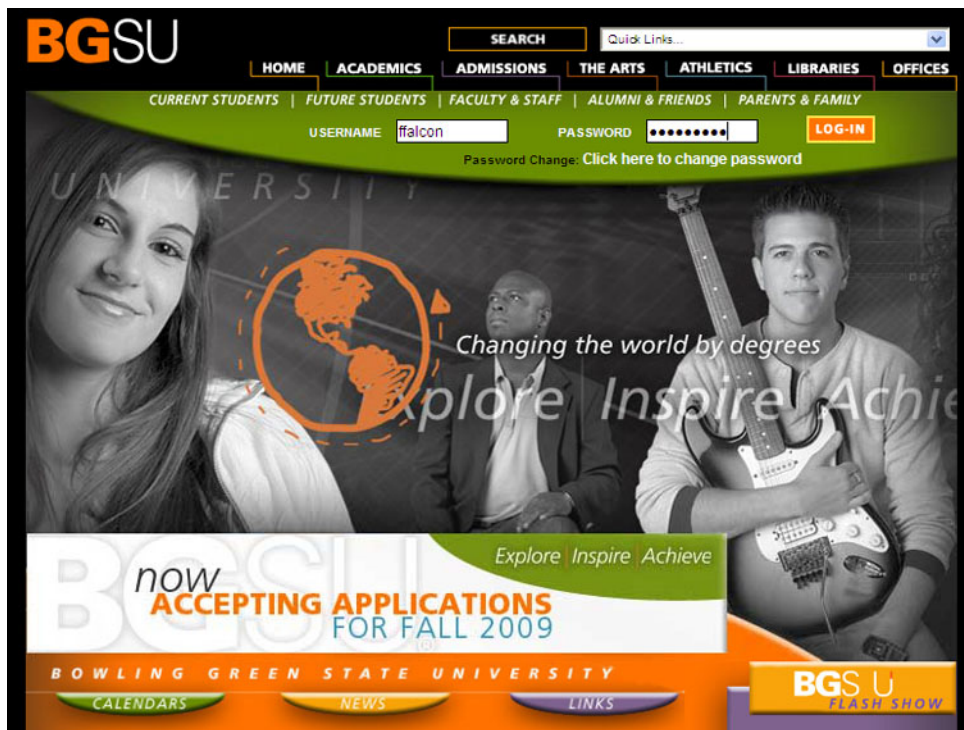 BGSU
SEARCH Quick Links...
HOME ACADEMICS ADMISSIONS THE ARTS ATHLETICS LIBRARIES OFFICES
CURRENT STUDENTS | FUTURE STUDENTS | FACULTY & STAFF | ALUMNI & FRIENDS | PARENTS & FAMILY
USERNAME ffalcon PASSWORD ●●●●●●●●● LOG-IN
Password Change: Click here to change password
UNIVERSITY
Changing the world by degrees
Explore Inspire Achie
BGSU
Explore | Inspire | Achieve
now
ACCEPTING APPLICATIONS
FOR FALL 2009
BOWLING GREEN STATE UNIVERSITY
BGSU
FLASH SHOW
CALENDARS NEWS LINKS